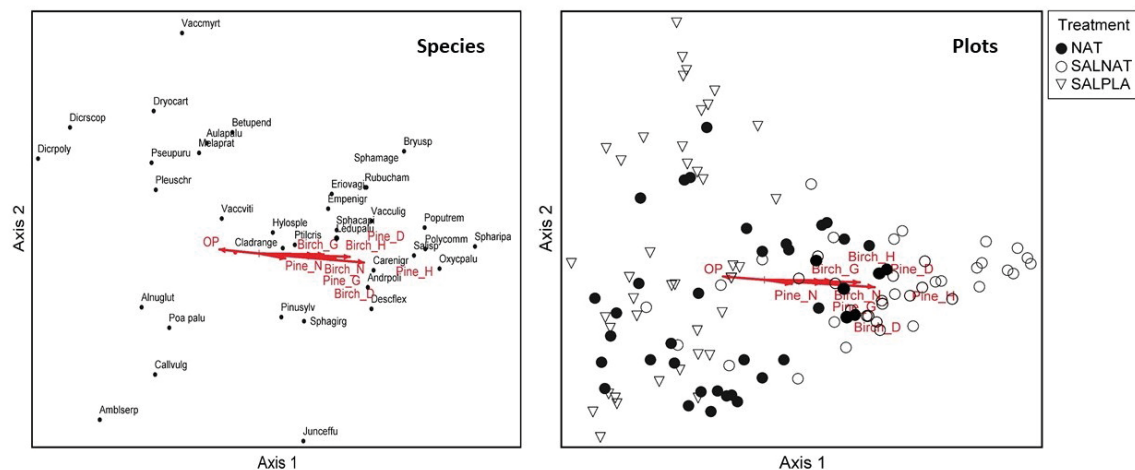 Species
Vaccmyrt
Dryocart
Dicrscop
Betupend
Aulapalu
Melaprat
Dicrpoly
Pseupuru
Pleuschr
Bryusp
Sphamage
Rubucham
Eriovagi
Empenigr
Vaccviti
Vacculig
Poputrem
Hylosple
Sphacapi
Ledupalu
Pine_D
Polycomm
Spharipa
OP
Cladrange
Ptilcris
Birch_G
Birch_H
Salisp
Pine_N
Birch_N
Carenigr
Pine_H
Oxycpalu
Pine_G
Andrpoli
Birch_D
Descflex
Alnuglut
Poa palu
Pinusylv
Sphagirg
Callvulg
Amblserp
Junceffu
Axis 2
Axis 1
Plots
OP
Birch_H
Birch_G
Pine_D
Pine_N
Birch_N
Pine_H
Pine_G
Birch_D
Axis 2
Axis 1
Treatment
NAT
SALNAT
SALPLA